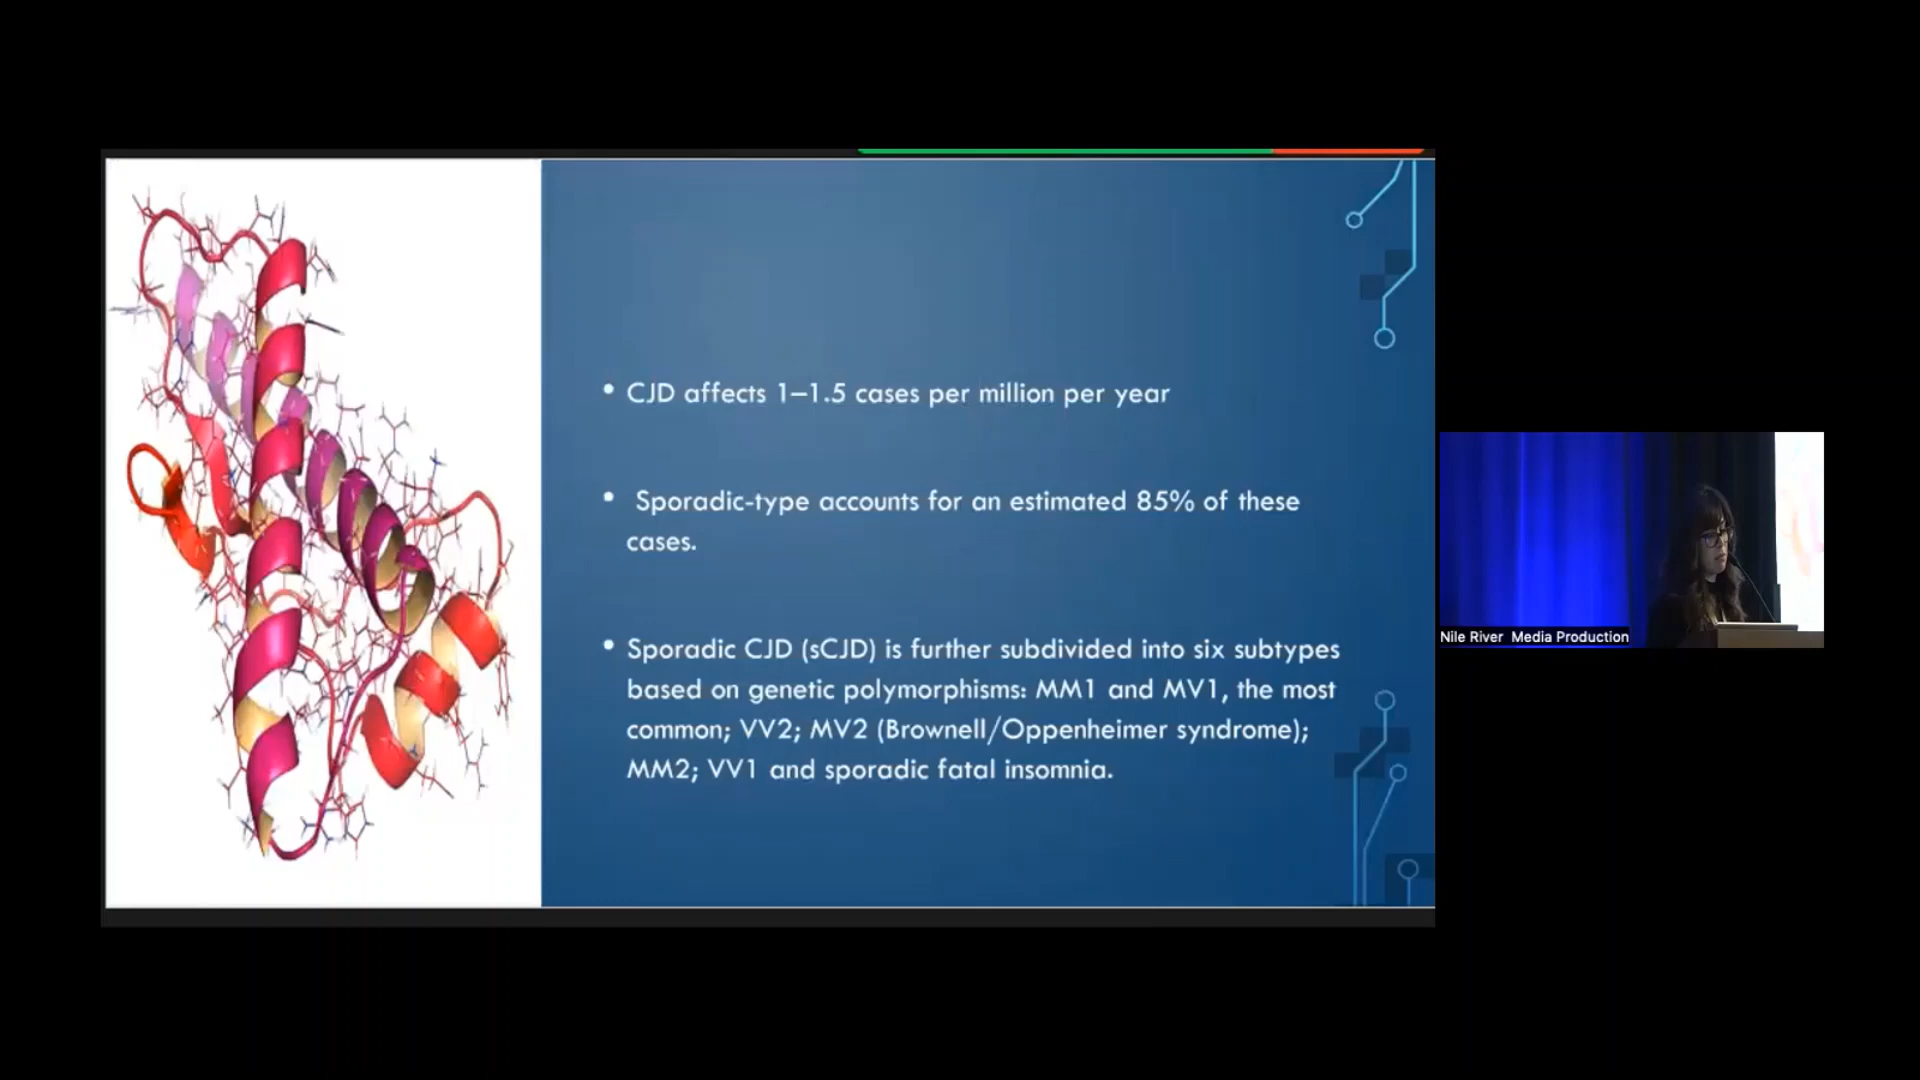 • CJD affects 1–1.5 cases per million per year
• Sporadic-type accounts for an estimated 85% of these
cases.
• Sporadic CJD (sCJD) is further subdivided into six subtypes
based on genetic polymorphisms: MM1 and MV1, the most
common; VV2; MV2 (Brownell/Oppenheimer syndrome);
MM2; VV1 and sporadic fatal insomnia.
Nile River Media Production